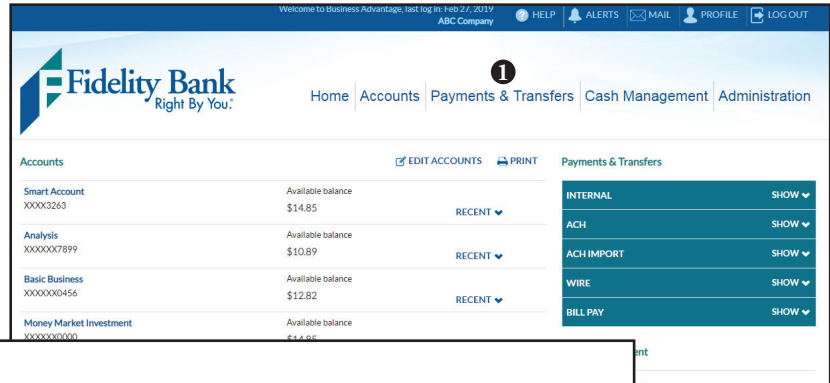 Welcome to Business Advantage, last log in: Feb 27, 2019
ABC Company
HELP
ALERTS
MAIL
PROFILE
LOG OUT
Fidelity Bank
Right By You.®
1
Home
Accounts
Payments & Transfers
Cash Management
Administration
Accounts
EDIT ACCOUNTS
PRINT
Payments & Transfers
Smart Account
Available balance
XXXX3263
$14.85
RECENT
INTERNAL
SHOW
Analysis
Available balance
XXXXXX7899
$10.89
RECENT
ACH
SHOW
ACH IMPORT
SHOW
Basic Business
Available balance
XXXXXX0456
$12.82
RECENT
WIRE
SHOW
BILL PAY
SHOW
Money Market Investment
Available balance
XXXXXX0000
$14.85
ent